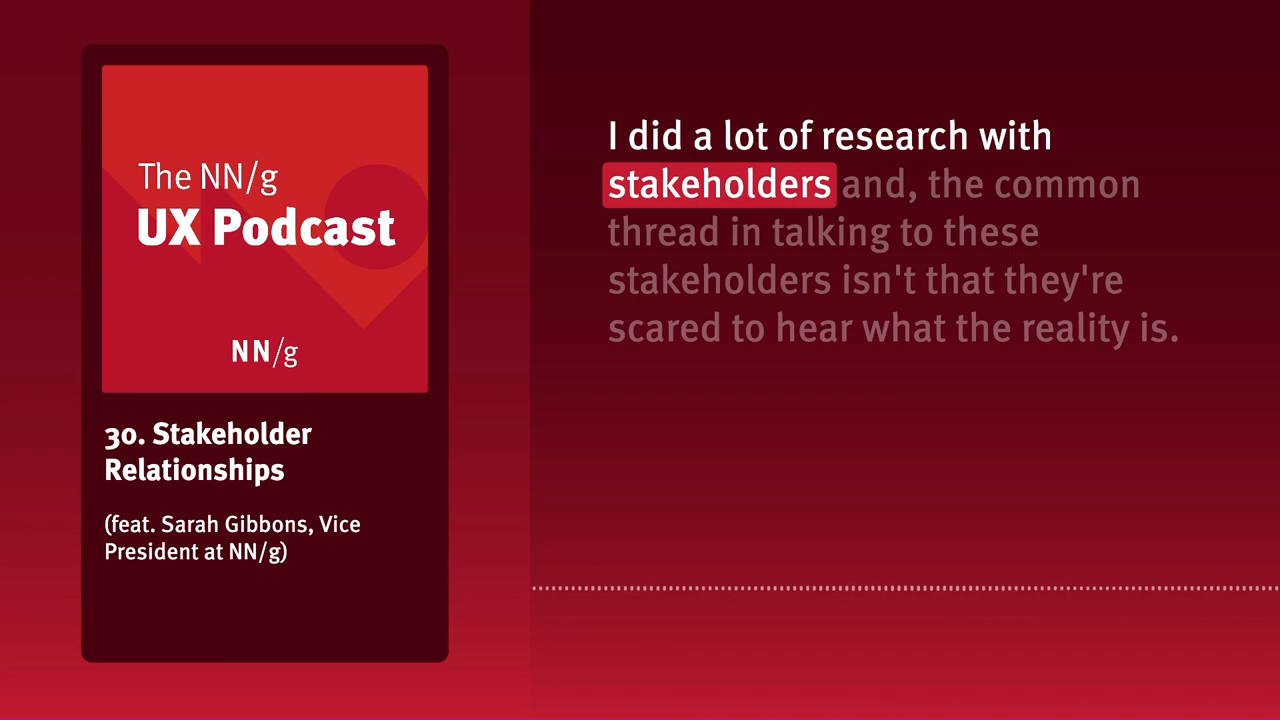 The NN/g
UX Podcast
NN/g
30. Stakeholder
Relationships
(feat. Sarah Gibbons, Vice
President at NN/g)
I did a lot of research with
stakeholders and, the common
thread in talking to these
stakeholders isn't that they're
scared to hear what the reality is.